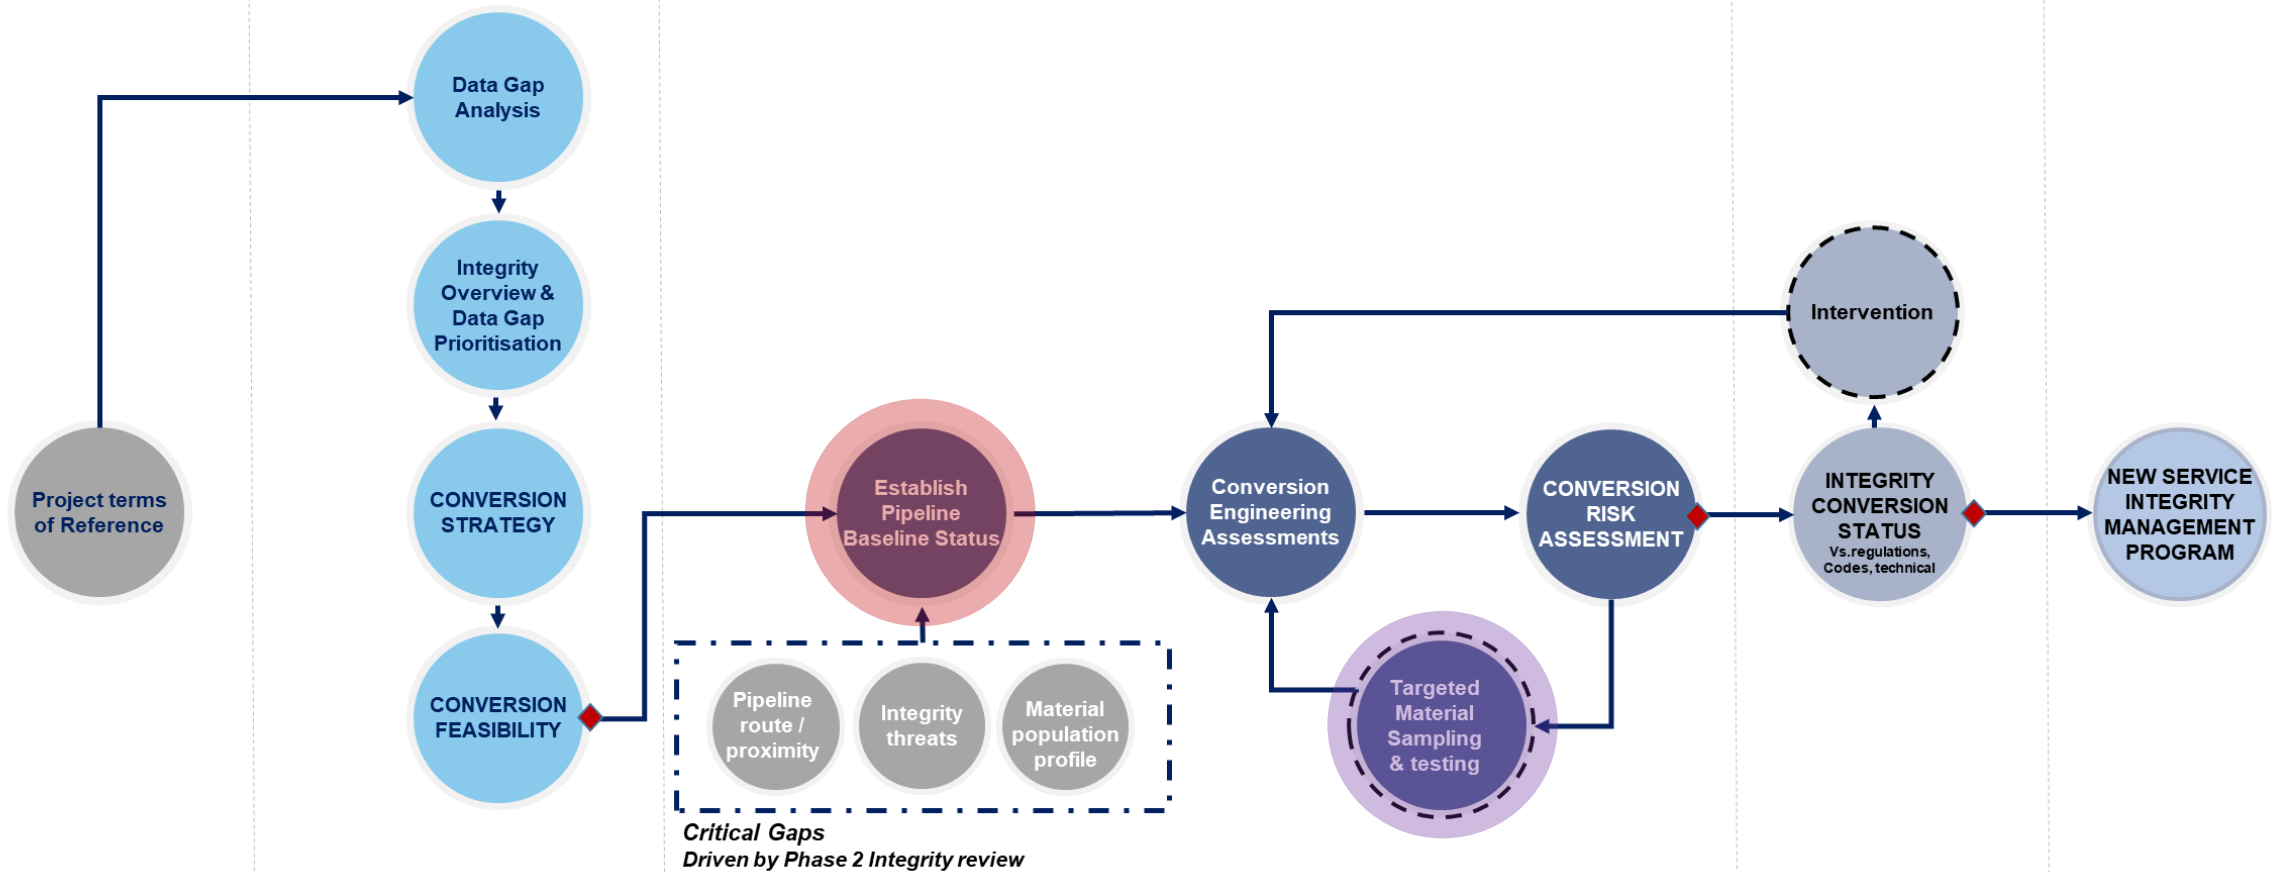 Data Gap
Analysis
Integrity
Overview &
Data Gap
Prioritisation
Intervention
Project terms
of Reference
CONVERSION
STRATEGY
Establish
Pipeline
Baseline Status
Conversion
Engineering
Assessments
CONVERSION
RISK
ASSESSMENT
INTEGRITY
CONVERSION
STATUS
Vs.regulations,
Codes, technical
NEW SERVICE
INTEGRITY
MANAGEMENT
PROGRAM
CONVERSION
FEASIBILITY
Pipeline
route /
proximity
Integrity
threats
Material
population
profile
Targeted
Material
Sampling
& testing
Critical Gaps
Driven by Phase 2 Integrity review